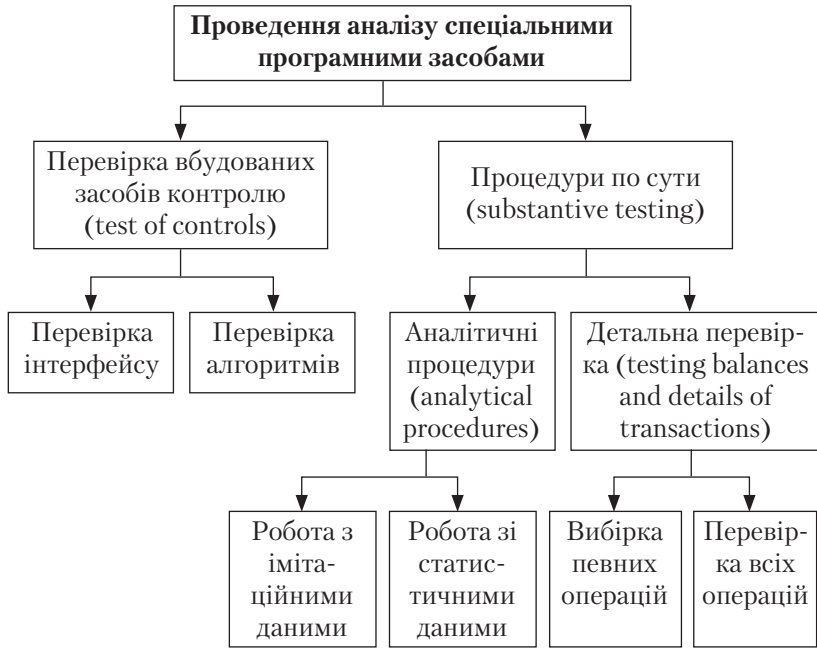 Проведення аналізу спеціальними
програмними засобами
Перевірка вбудованих
засобів контролю
(test of controls)
Процедури по сути
(substantive testing)
Перевірка
інтерфейсу
Перевірка
алгоритмів
Аналітичні
процедури
(analytical
procedures)
Детальна перевір-
ка (testing balances
and details of
transactions)
Робота з
іміта-
ційними
даними
Робота зі
статис-
тичними
даними
Вибірка
певних
операцій
Перевір-
ка всіх
операцій